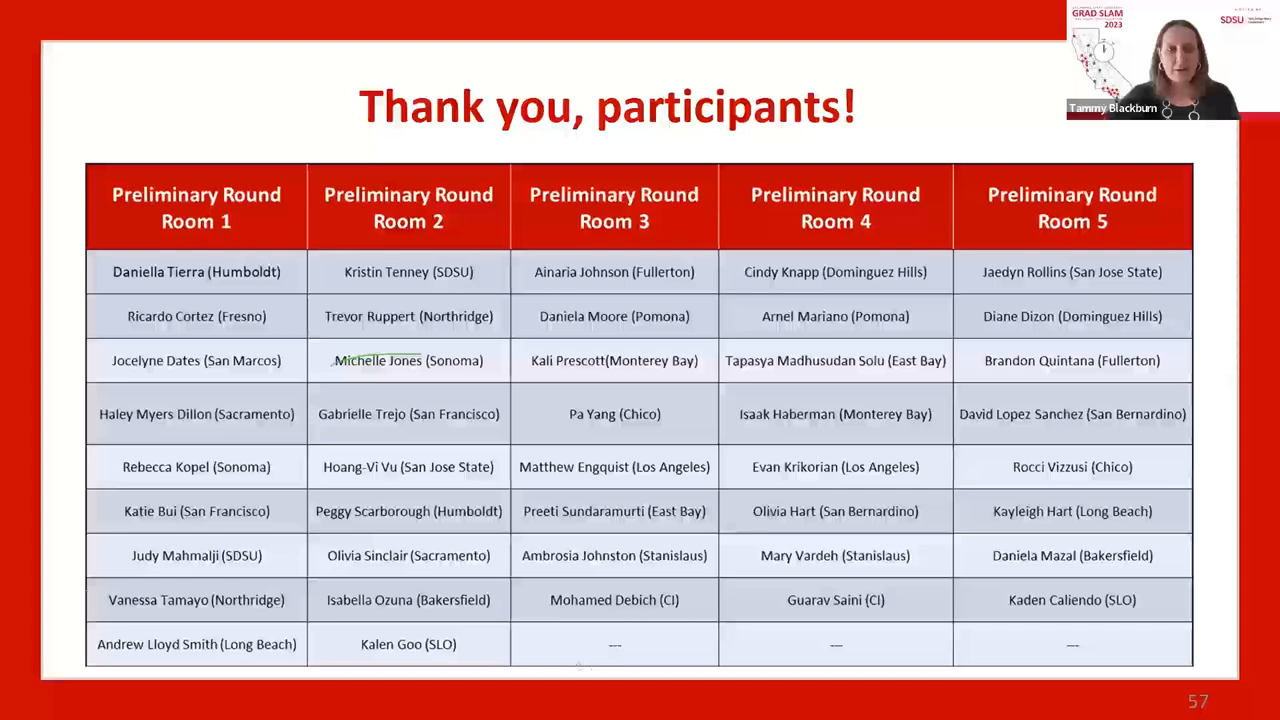 GRAD SLAM
2023
SDSU
Tammy Blackburn
Thank you, participants!
Preliminary Round
Room 1
Preliminary Round
Room 2
Preliminary Round
Room 3
Preliminary Round
Room 4
Preliminary Round
Room 5
Daniella Tierra (Humboldt)
Kristin Tenney (SDSU)
Ainaria Johnson (Fullerton)
Cindy Knapp (Dominguez Hills)
Jaedyn Rollins (San Jose State)
Ricardo Cortez (Fresno)
Trevor Ruppert (Northridge)
Daniela Moore (Pomona)
Arnel Mariano (Pomona)
Diane Dizon (Dominguez Hills)
Jocelyne Dates (San Marcos)
Michelle Jones (Sonoma)
Kali Prescott(Monterey Bay)
Tapasya Madhusudan Solu (East Bay)
Brandon Quintana (Fullerton)
Haley Myers Dillon (Sacramento)
Gabrielle Trejo (San Francisco)
Pa Yang (Chico)
Isaak Haberman (Monterey Bay)
David Lopez Sanchez (San Bernardino)
Rebecca Kopel (Sonoma)
Hoang-Vi Vu (San Jose State)
Matthew Engquist (Los Angeles)
Evan Krikorian (Los Angeles)
Rocci Vizzusi (Chico)
Katie Bui (San Francisco)
Peggy Scarborough (Humboldt)
Preeti Sundaramurti (East Bay)
Olivia Hart (San Bernardino)
Kayleigh Hart (Long Beach)
Judy Mahmalji (SDSU)
Olivia Sinclair (Sacramento)
Ambrosia Johnston (Stanislaus)
Mary Vardeh (Stanislaus)
Daniela Mazal (Bakersfield)
Vanessa Tamayo (Northridge)
Isabella Ozuna (Bakersfield)
Mohamed Debich (CI)
Guarav Saini (CI)
Kaden Caliendo (SLO)
Andrew Lloyd Smith (Long Beach)
Kalen Goo (SLO)
---
---
---
57